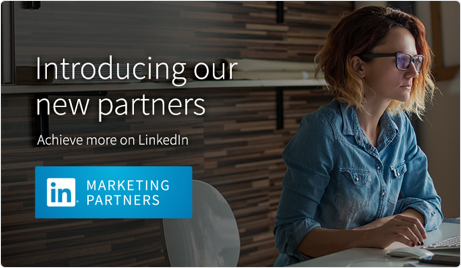 Introducing our
new partners
Achieve more on LinkedIn
in MARKETING
PARTNERS